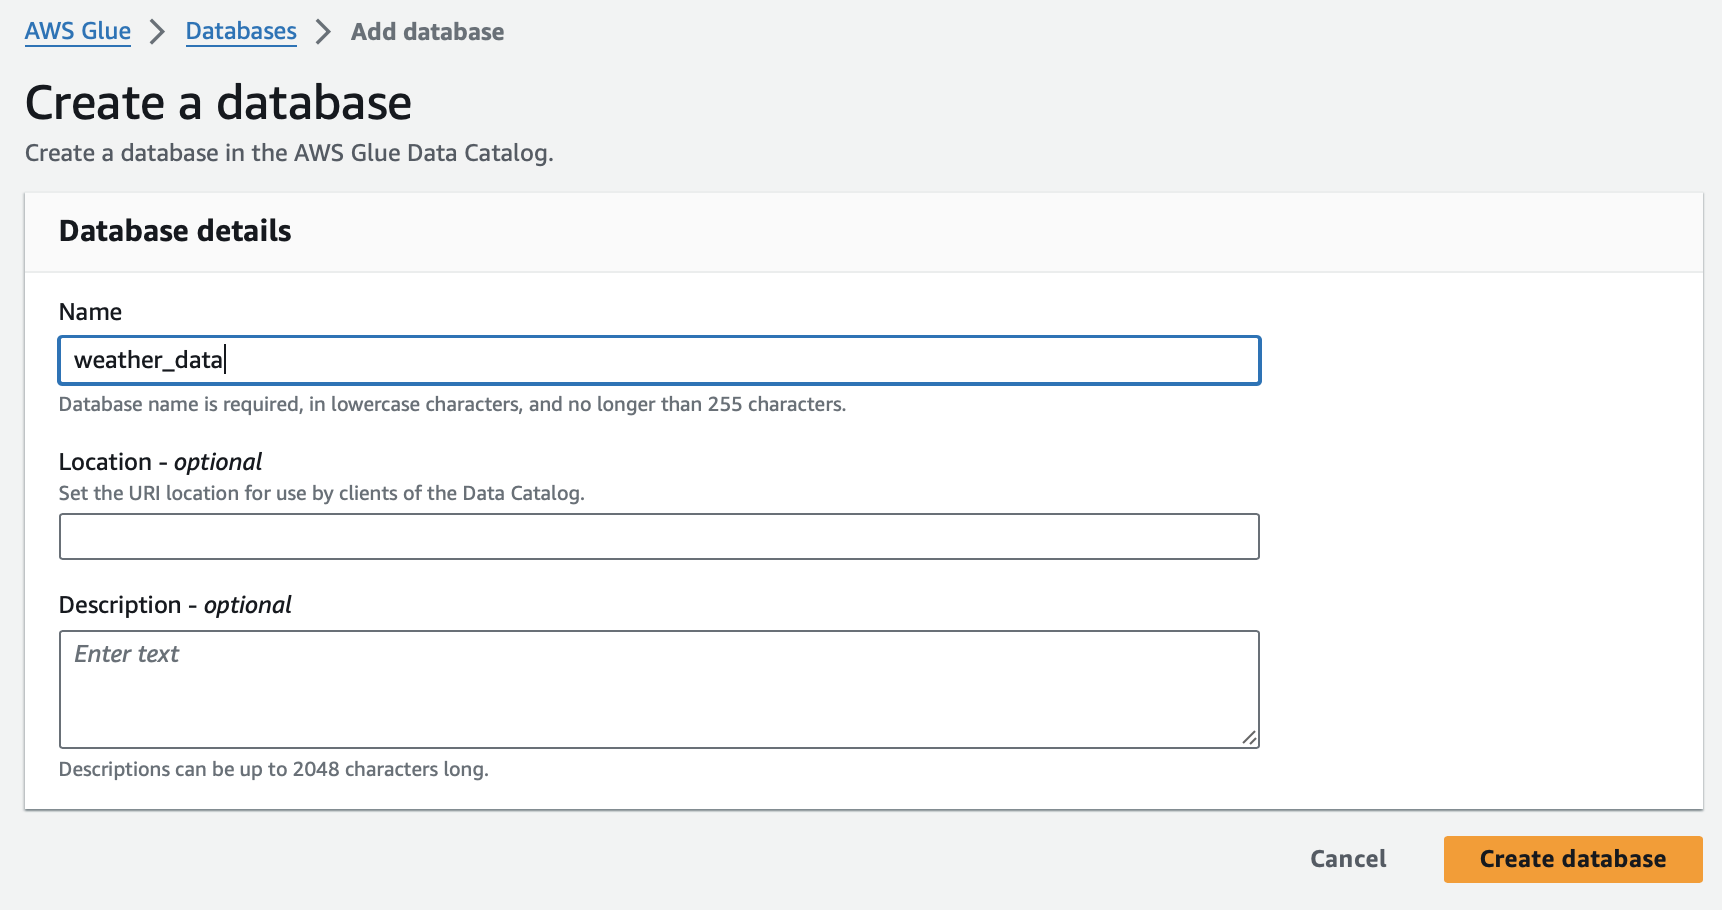 AWS Glue > Databases > Add database
Create a database
Create a database in the AWS Glue Data Catalog.
Database details
Name
weather_data
Database name is required, in lowercase characters, and no longer than 255 characters.
Location - optional
Set the URI location for use by clients of the Data Catalog.
Description - optional
Enter text
Descriptions can be up to 2048 characters long.
Cancel Create database